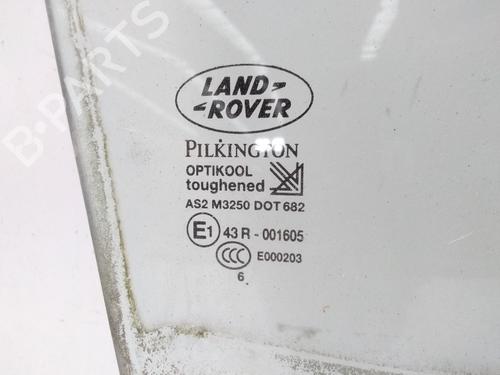 B-PARTS
LAND-
-ROVER
PILKINGTON
OPTIKOOL
toughened
AS2 M3250 DOT 682
E1 43 R - 001605
CCC E000203
6